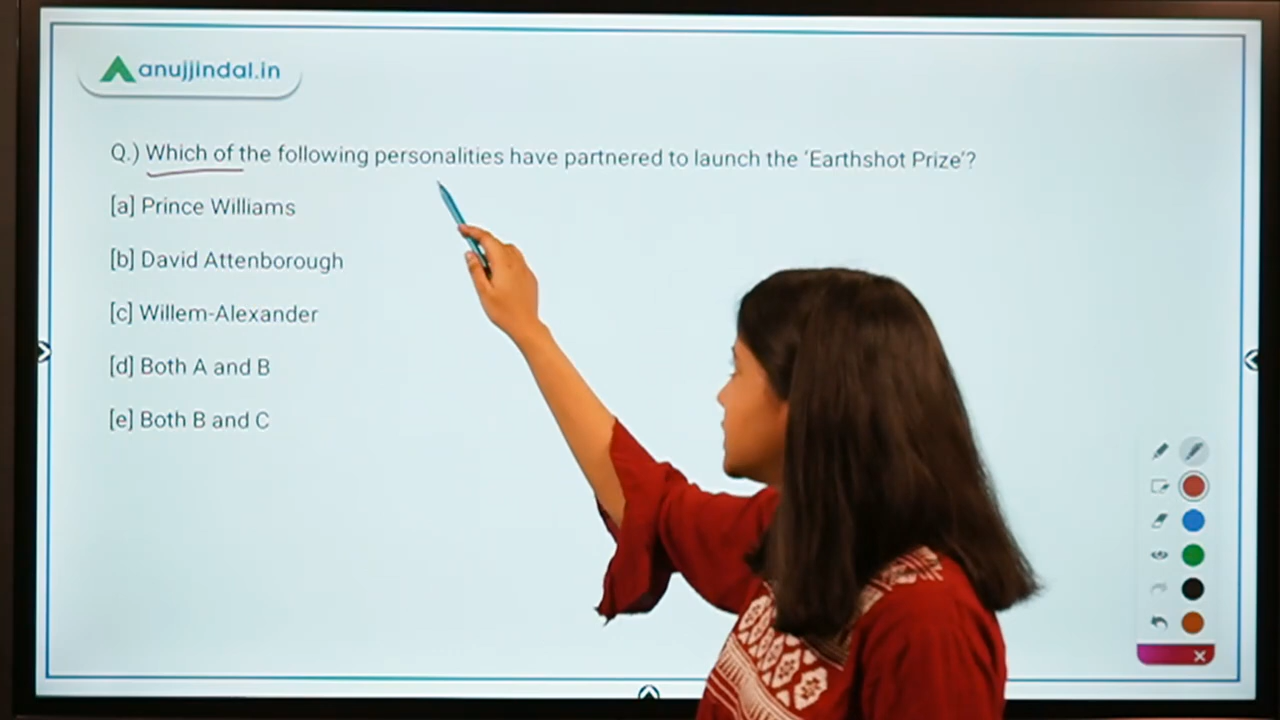 anujjindal.in
Q.) Which of the following personalities have partnered to launch the ‘Earthshot Prize’?
[a] Prince Williams
[b] David Attenborough
[c] Willem-Alexander
[d] Both A and B
[e] Both B and C